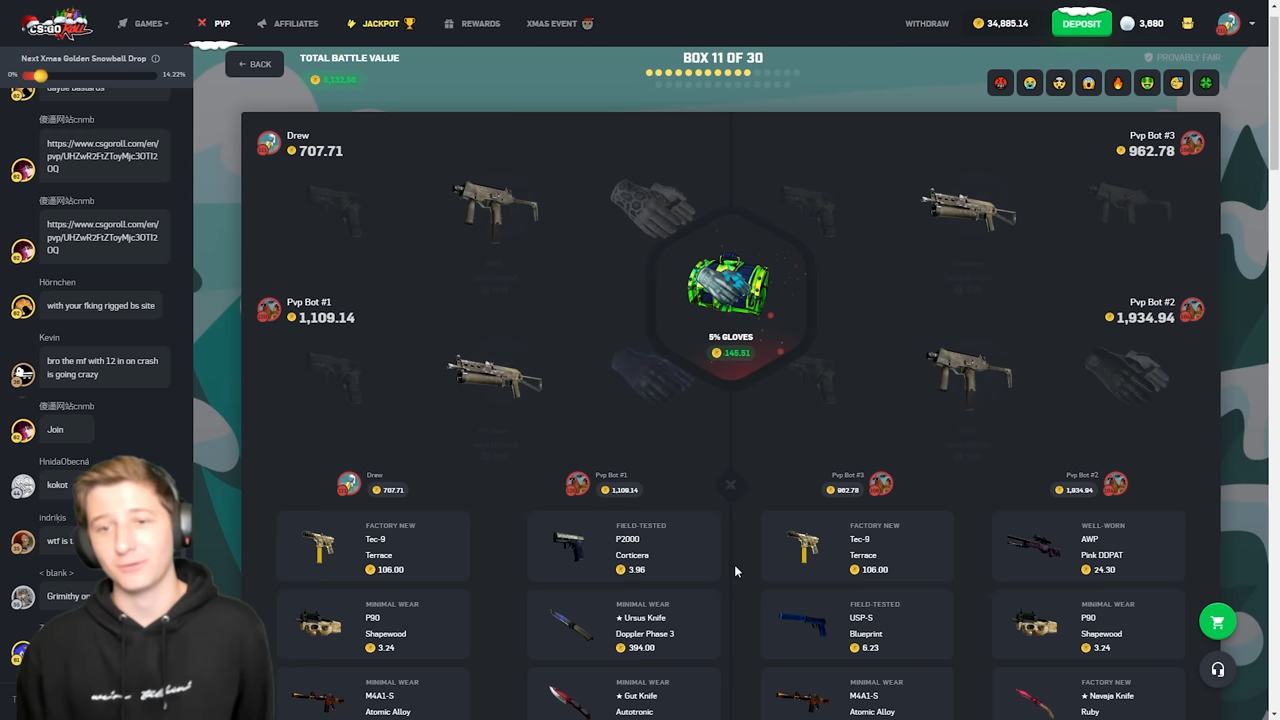 CS:GO ROLL
GAMES
PVP
AFFILIATES
JACKPOT
REWARDS
XMAS EVENT
WITHDRAW
34,885.14
DEPOSIT
3,680
Next Xmas Golden Snowball Drop
0%
14.22%
傻逼网站cnmb
https://www.csgoroll.com/en/
pvp/UHZwR2FtZToyMjc3OTI2
OQ
傻逼网站cnmb
https://www.csgoroll.com/en/
pvp/UHZwR2FtZToyMjc3OTI2
OQ
Hörnchen
with your fking rigged bs site
Kevin
bro the mf with 12 in on crash
is going crazy
傻逼网站cnmb
Join
HnidaObecná
kokot
indriķis
wtf is t
< blank >
Grimithy on
BACK
TOTAL BATTLE VALUE
BOX 11 OF 30
PROVABLY FAIR
Drew
707.71
Pvp Bot #3
962.78
5% GLOVES
145.51
Pvp Bot #1
1,109.14
Pvp Bot #2
1,934.94
Drew
707.71
Pvp Bot #1
1,109.14
Pvp Bot #3
962.78
Pvp Bot #2
1,934.94
FACTORY NEW
Tec-9
Terrace
106.00
FIELD-TESTED
P2000
Corticera
3.96
FACTORY NEW
Tec-9
Terrace
106.00
WELL-WORN
AWP
Pink DDPAT
24.30
MINIMAL WEAR
P90
Shapewood
3.24
MINIMAL WEAR
★ Ursus Knife
Doppler Phase 3
394.00
FIELD-TESTED
USP-S
Blueprint
6.23
MINIMAL WEAR
P90
Shapewood
3.24
MINIMAL WEAR
M4A1-S
Atomic Alloy
MINIMAL WEAR
★ Gut Knife
Autotronic
MINIMAL WEAR
M4A1-S
Atomic Alloy
FACTORY NEW
★ Navaja Knife
Ruby